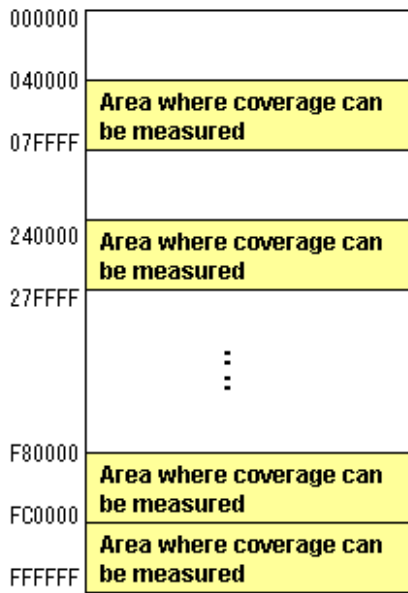 000000
040000
Area where coverage can
be measured
07FFFF
240000
Area where coverage can
be measured
27FFFF
F80000
Area where coverage can
be measured
FC0000
Area where coverage can
be measured
FFFFFF